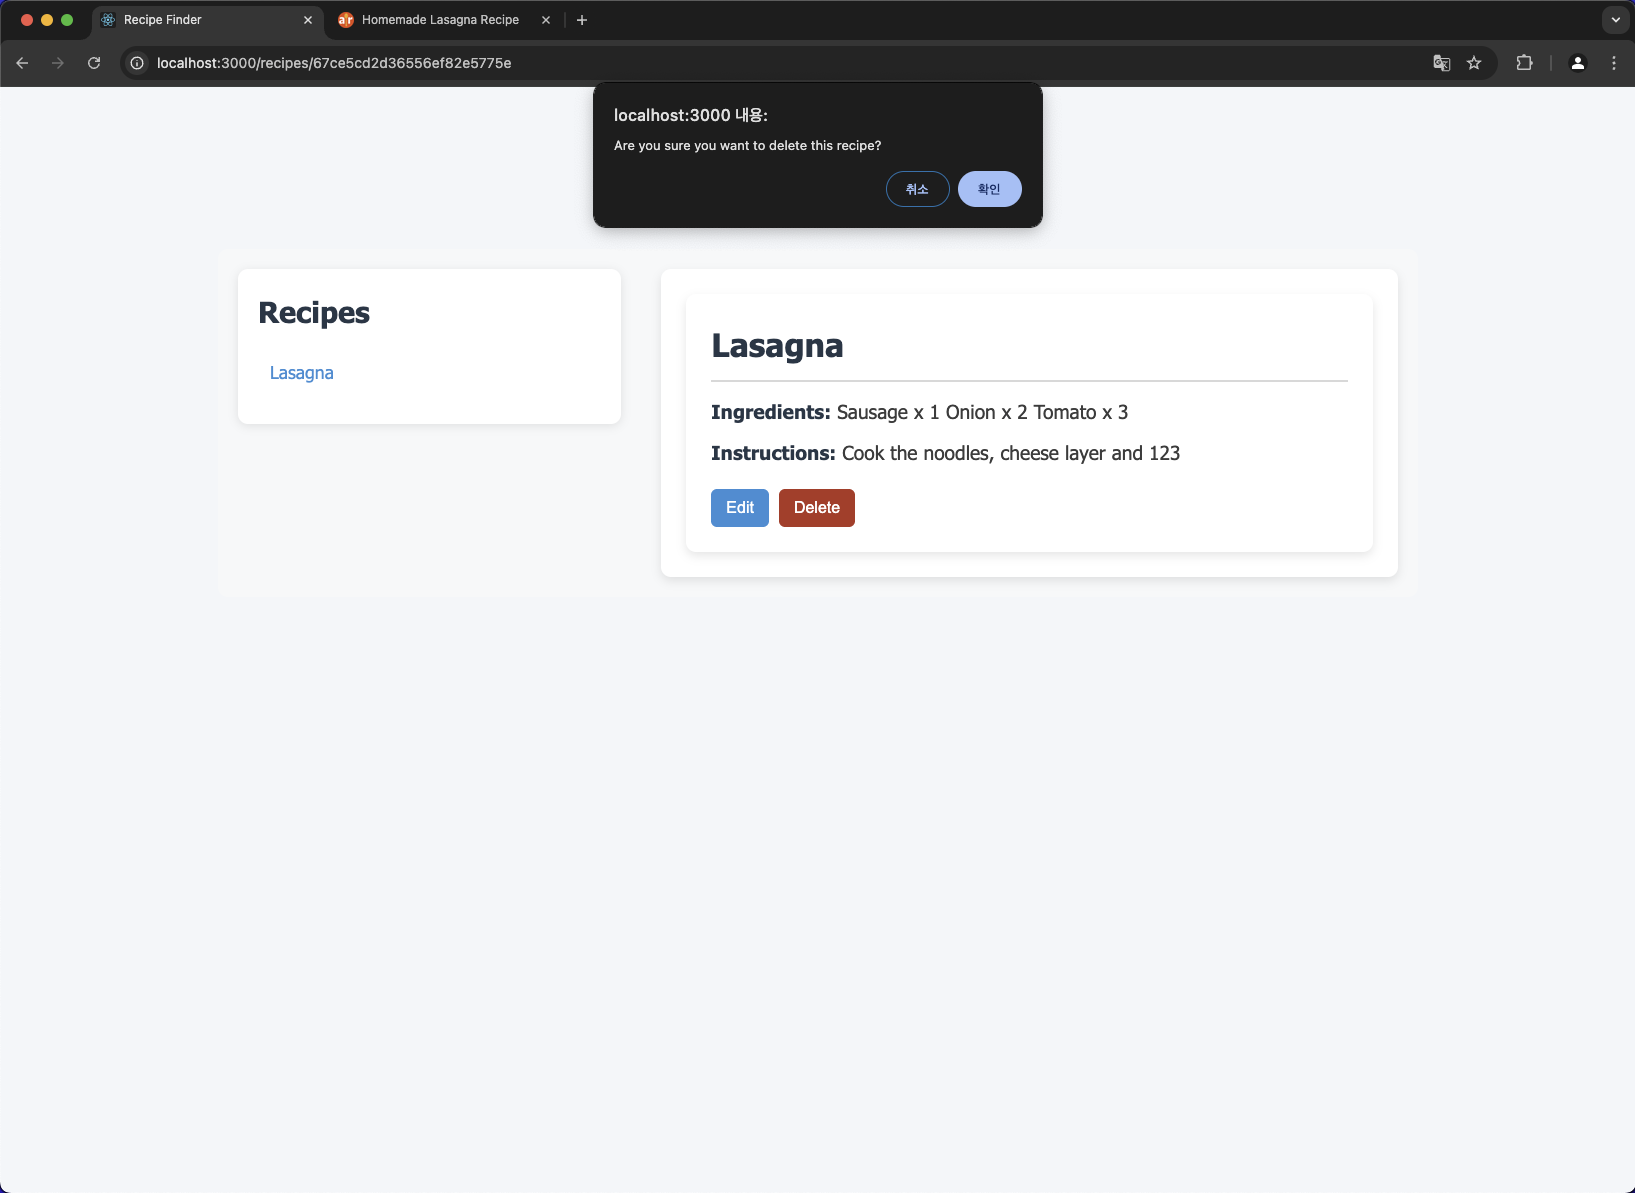 Recipe Finder
Homemade Lasagna Recipe
localhost:3000/recipes/67ce5cd2d36556ef82e5775e
localhost:3000 내용:
Are you sure you want to delete this recipe?
취소 확인
Recipes
Lasagna
Lasagna
Ingredients: Sausage x 1 Onion x 2 Tomato x 3
Instructions: Cook the noodles, cheese layer and 123
Edit Delete